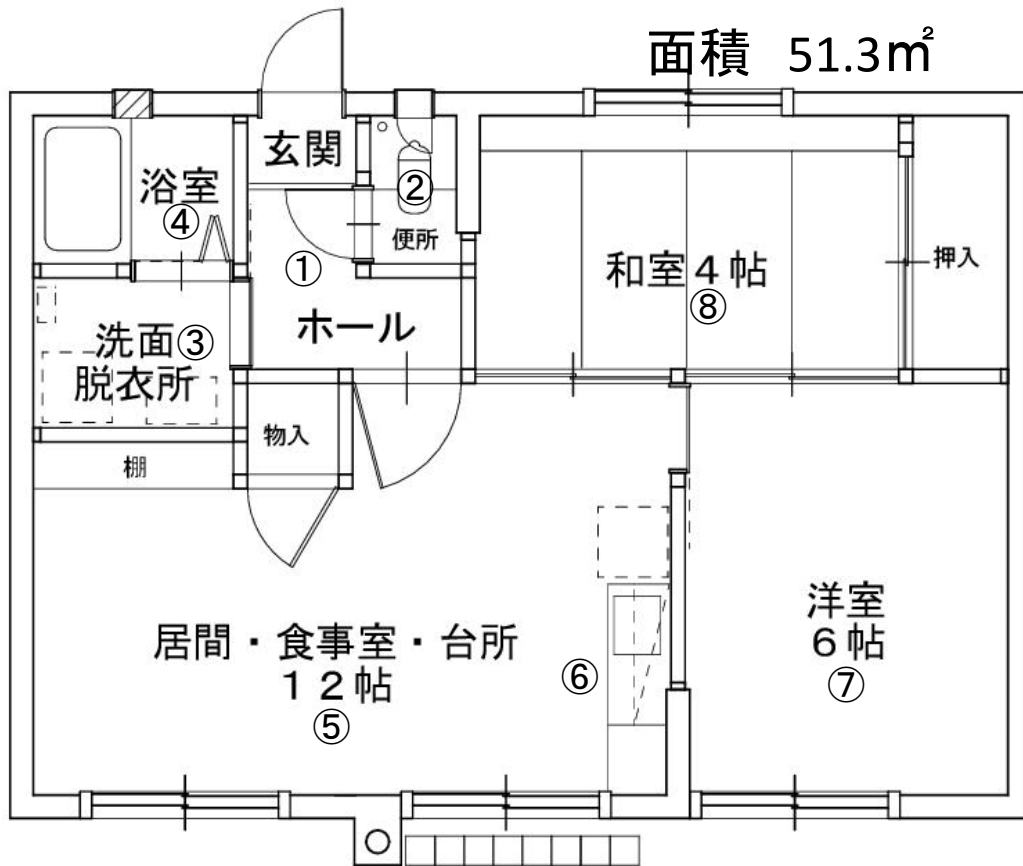 面積 51.3㎡
玄関
浴室
④
②
便所
①
ホール
和室４帖
⑧
押入
洗面③
脱衣所
物入
棚
居間・食事室・台所
１２帖
⑤
⑥
洋室
６帖
⑦